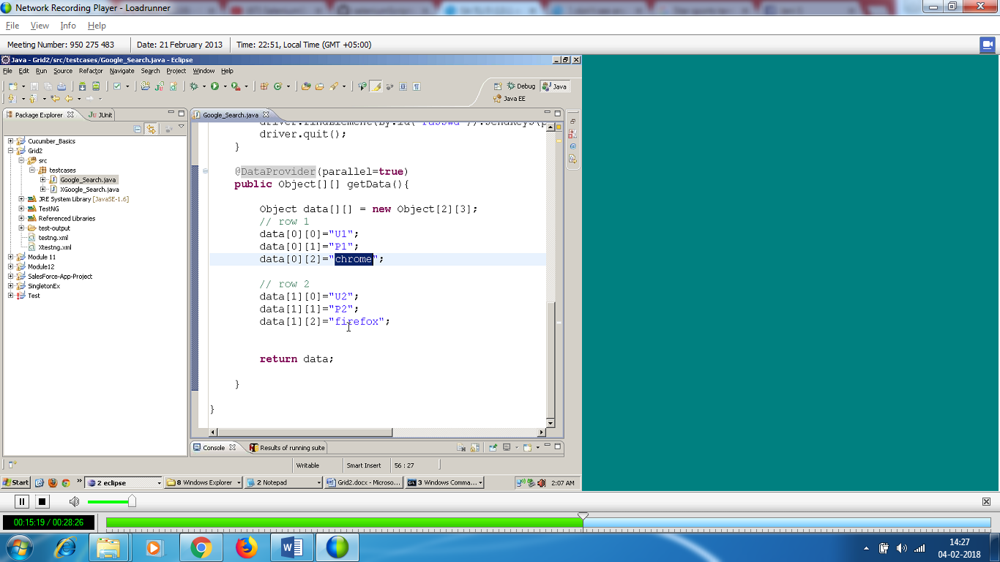 Network Recording Player - Loadrunner
File View Info Help
Meeting Number: 950 275 483 Date: 21 February 2013 Time: 22:51, Local Time (GMT +05:00)
Java - Grid2/src/testcases/Google_Search.java - Eclipse
File Edit Run Source Refactor Navigate Search Project Window Help
Debug Java
Java EE
Package Explorer JUnit
Google_Search.java
Cucumber_Basics
Grid2
src
testcases
Google_Search.java
XGoogle_Search.java
JRE System Library [JavaSE-1.6]
TestNG
Referenced Libraries
test-output
testng.xml
Xtestng.xml
Module 11
Module12
SalesForce-App-Project
SingletonEx
Test
driver.quit();
}
@DataProvider(parallel=true)
public Object[][] getData(){
Object data[][] = new Object[2][3];
// row 1
data[0][0]="U1";
data[0][1]="P1";
data[0][2]="chrome";
// row 2
data[1][0]="U2";
data[1][1]="P2";
data[1][2]="firefox";
return data;
}
}
Console Results of running suite
Writable Smart Insert 56 : 27
Start » 2 eclipse 8 Windows Explorer 2 Notepad Grid2.docx - Microso... 3 Windows Comma... 2:07 AM
00:15:19 / 00:28:26
14:27
04-02-2018